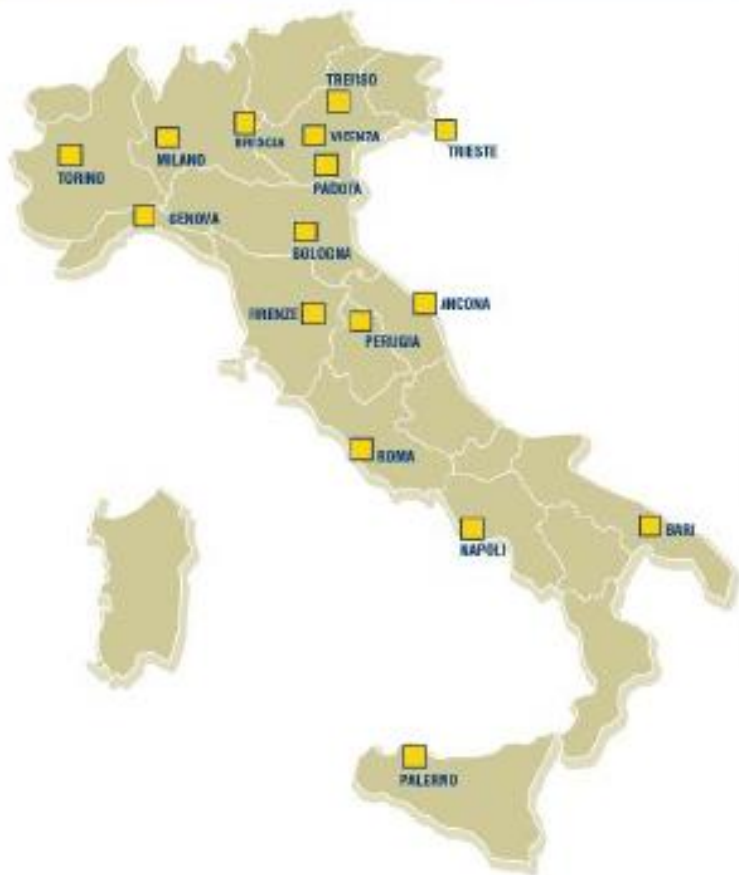 TREVISO
BRESCIA
VICENZA
TRIESTE
TORINO
MILANO
PADOVA
GENOVA
BOLOGNA
FIRENZE
ANCONA
PERUGIA
ROMA
NAPOLI
BARI
PALERMO